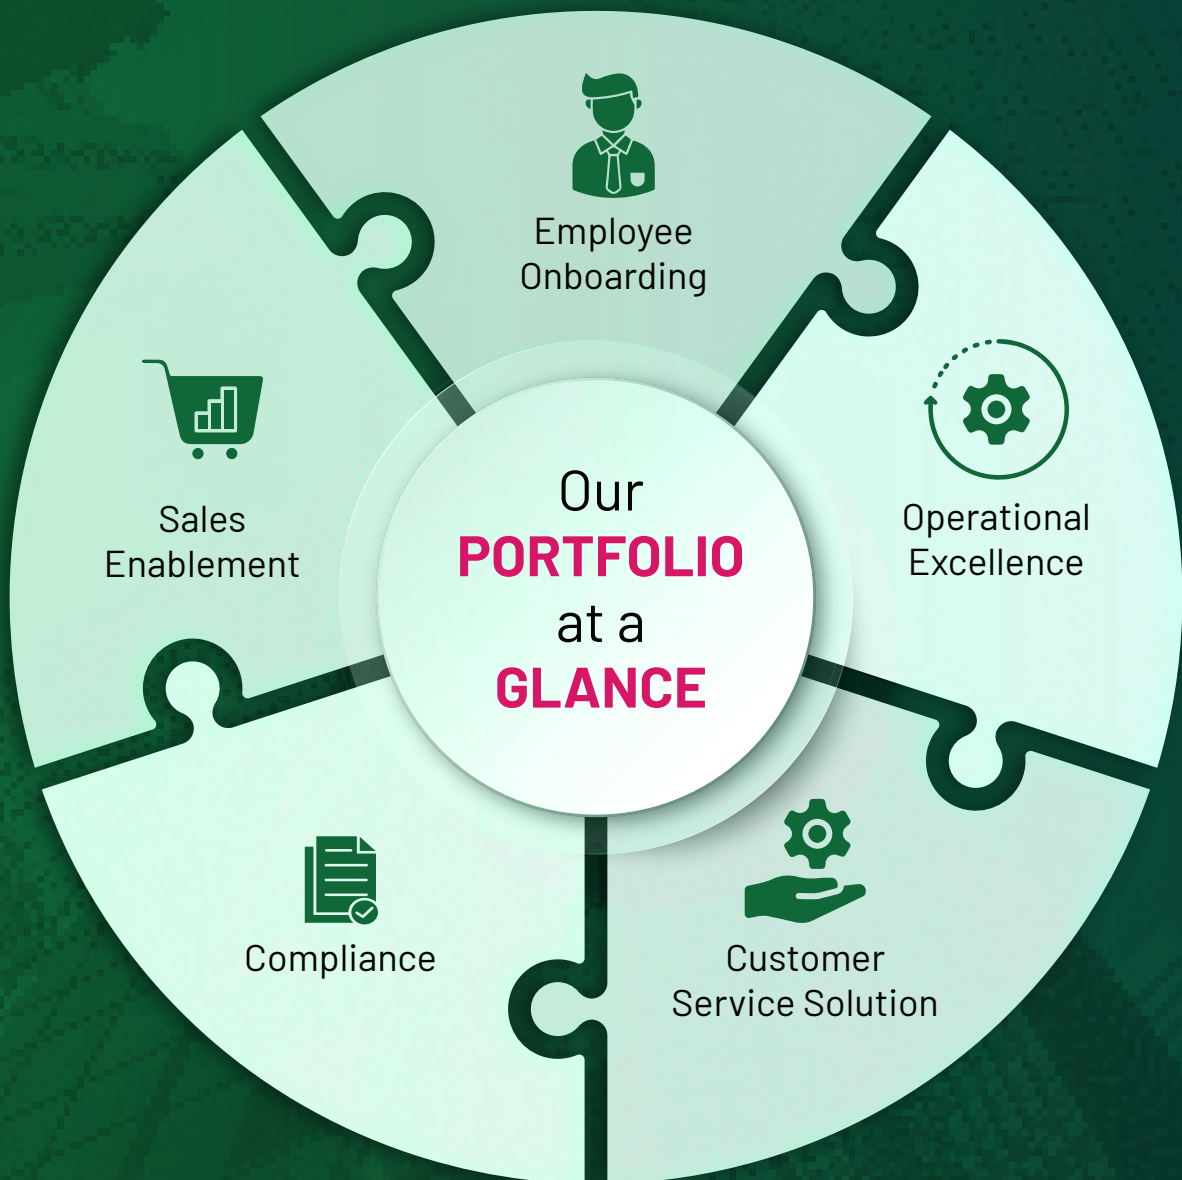 Our
PORTFOLIO
at a
GLANCE
Employee
Onboarding
Operational
Excellence
Customer
Service Solution
Compliance
Sales
Enablement